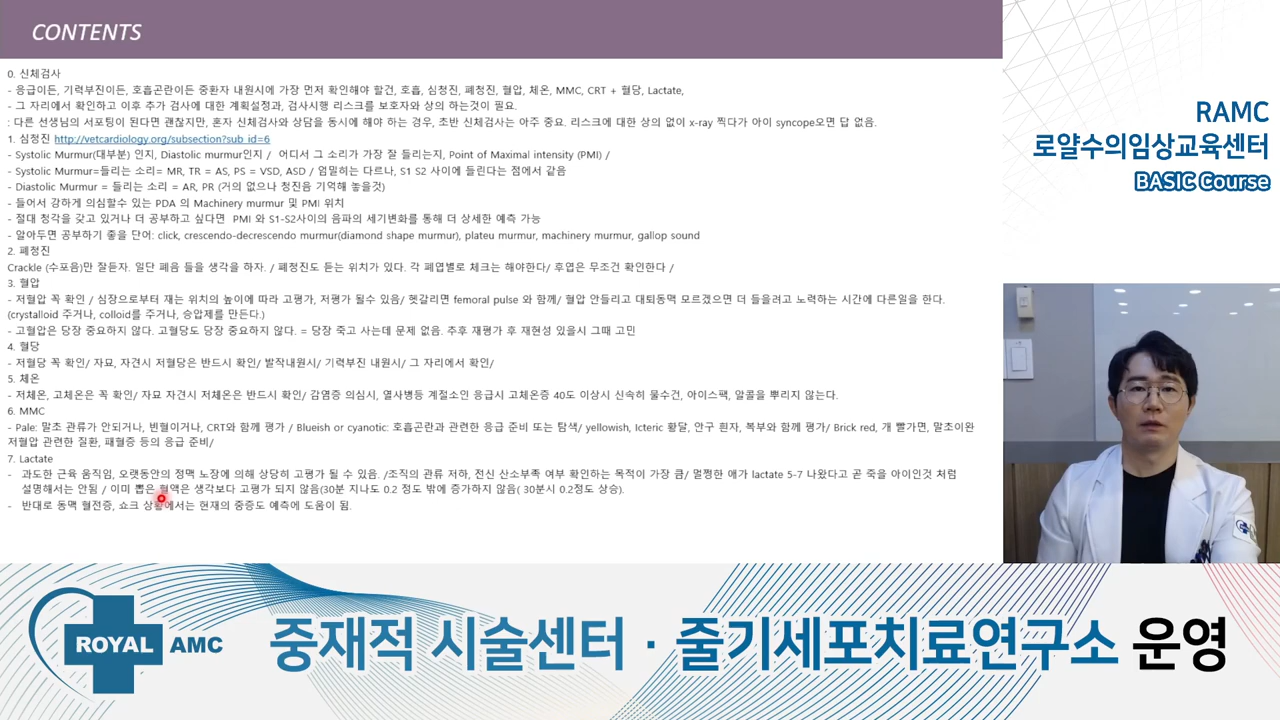 CONTENTS
0. 신체검사
- 응급이든, 기력부진이든, 호흡곤란이든 중환자 내원시에 가장 먼저 확인해야 할건, 호흡, 심청진, 폐청진, 혈압, 체온, MMC, CRT + 혈당, Lactate,
- 그 자리에서 확인하고 이후 추가 검사에 대한 계획설정과, 검사시행 리스크를 보호자와 상의 하는것이 필요.
: 다른 선생님의 서포팅이 된다면 괜찮지만, 혼자 신체검사와 상담을 동시에 해야 하는 경우, 초반 신체검사는 아주 중요. 리스크에 대한 상의 없이 x-ray 찍다가 아이 syncope오면 답 없음.
1. 심청진 http://vetcardiology.org/subsection?sub_id=6
- Systolic Murmur(대부분) 인지, Diastolic murmur인지 / 어디서 그 소리가 가장 잘 들리는지, Point of Maximal intensity (PMI) /
- Systolic Murmur=들리는 소리= MR, TR = AS, PS = VSD, ASD / 엄밀히는 다르나, S1 S2 사이에 들린다는 점에서 같음
- Diastolic Murmur = 들리는 소리 = AR, PR (거의 없으나 청진음 기억해 놓을것)
- 들어서 강하게 의심할수 있는 PDA 의 Machinery murmur 및 PMI 위치
- 절대 청각을 갖고 있거나 더 공부하고 싶다면 PMI 와 S1-S2사이의 음파의 세기변화를 통해 더 상세한 예측 가능
- 알아두면 공부하기 좋을 단어: click, crescendo-decrescendo murmur(diamond shape murmur), plateu murmur, machinery murmur, gallop sound
2. 폐청진
Crackle (수포음)만 잘듣자. 일단 폐음 들을 생각을 하자. / 폐청진도 듣는 위치가 있다. 각 폐엽별로 체크는 해야한다/ 후엽은 무조건 확인한다 /
3. 혈압
- 저혈압 꼭 확인 / 심장으로부터 재는 위치의 높이에 따라 고평가, 저평가 될수 있음/ 헷갈리면 femoral pulse 와 함께/ 혈압 안들리고 대퇴동맥 모르겠으면 더 들을려고 노력하는 시간에 다른일을 한다.
(crystalloid 주거나, colloid를 주거나, 승압제를 만든다.)
- 고혈압은 당장 중요하지 않다. 고혈당도 당장 중요하지 않다. = 당장 죽고 사는데 문제 없음. 추후 재평가 후 재현성 있을시 그때 고민
4. 혈당
- 저혈당 꼭 확인/ 자묘, 자견시 저혈당은 반드시 확인/ 발작내원시/ 기력부진 내원시/ 그 자리에서 확인/
5. 체온
- 저체온, 고체온은 꼭 확인/ 자묘 자견시 저체온은 반드시 확인/ 감염증 의심시, 열사병등 계절소인 응급시 고체온증 40도 이상시 신속히 물수건, 아이스팩, 알콜을 뿌리지 않는다.
6. MMC
- Pale: 말초 관류가 안되거나, 빈혈이거나, CRT와 함께 평가 / Blueish or cyanotic: 호흡곤란과 관련한 응급 준비 또는 탐색/ yellowish, Icteric 황달, 안구 흰자, 복부와 함께 평가/ Brick red, 개 빨가면, 말초이완
저혈압 관련한 질환, 패혈증 등의 응급 준비/
7. Lactate
- 과도한 근육 움직임, 오랫동안의 정맥 노장에 의해 상당히 고평가 될 수 있음. /조직의 관류 저하, 전신 산소부족 여부 확인하는 목적이 가장 큼/ 멀쩡한 애가 lactate 5-7 나왔다고 곧 죽을 아이인것 처럼
설명해서는 안됨 / 이미 뽑은 혈액은 생각보다 고평가 되지 않음(30분 지나도 0.2 정도 밖에 증가하지 않음( 30분시 0.2정도 상승).
- 반대로 동맥 혈전증, 쇼크 상황에서는 현재의 중증도 예측에 도움이 됨.
RAMC
로얄수의임상교육센터
BASIC Course
ROYAL AMC
중재적 시술센터 · 줄기세포치료연구소 운영